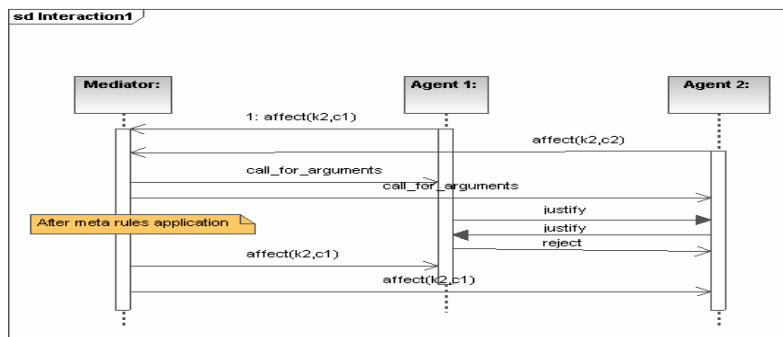 sd Interaction1
Mediator:
Agent 1:
Agent 2:
1: affect(k2,c1)
affect(k2,c2)
call_for_arguments
call_for_arguments
justify
After meta rules application
justify
reject
affect(k2,c1)
affect(k2,c1)